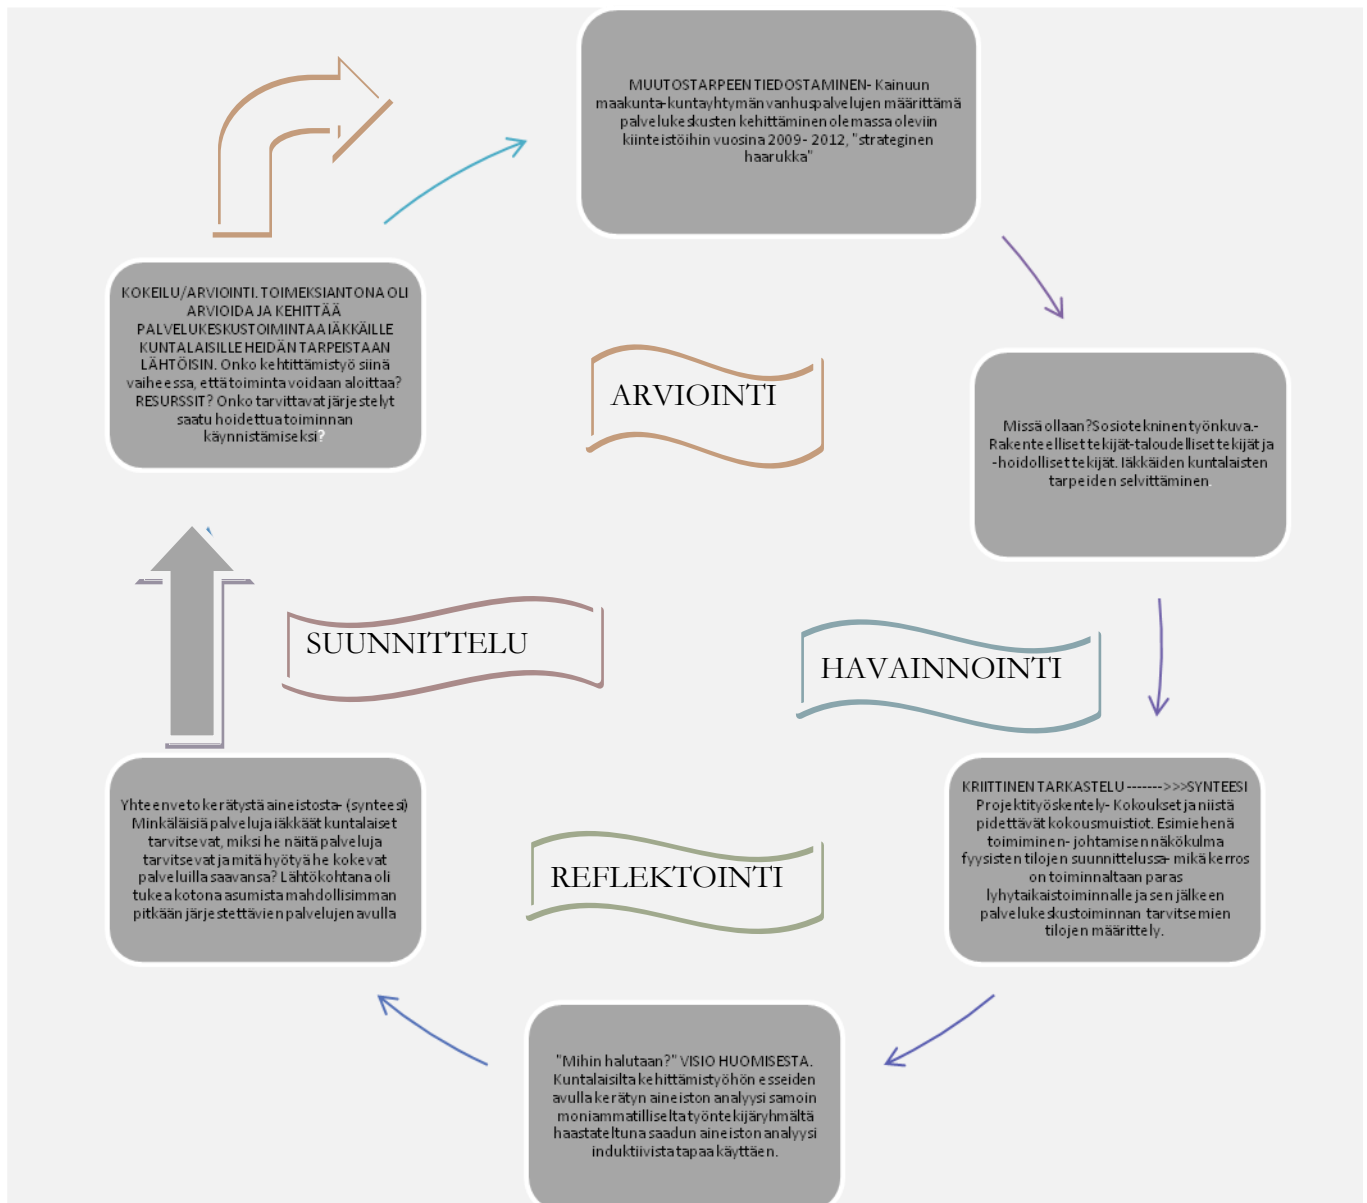 MUUTOSTARPEEN TIEDOSTAMINEN- Kainuun
maakunta-kuntayhtymän vanhuspalvelujen määrittämä
palvelukeskusten kehittäminen olemassa oleviin
kiinteistöihin vuosina 2009- 2012, "strateginen
haarukka"
KOKEILU/ARVIOINTI. TOIMEKSIANTONA OLI
ARVIOIDA JA KEHITTÄÄ
PALVELUKESKUSTOIMINTAA IÄKKÄILLE
KUNTALAISILLE HEIDÄN TARPEISTAAN
LÄHTÖISIN. Onko kehtittämistyö siinä
vaiheessa, että toiminta voidaan aloittaa?
RESURSSIT? Onko tarvittavat järjestelyt
saatu hoidettua toiminnan
käynnistämiseksi?
ARVIOINTI
Missä ollaan?Sosiotekninen työnkuva.-
Rakenteelliset tekijät-taloudelliset tekijät ja
-hoidolliset tekijät. Iäkkäiden kuntalaisten
tarpeiden selvittäminen.
SUUNNITTELU
HAVAINNOINTI
Yhteenveto kerätystä aineistosta- (synteesi)
Minkäläisiä palveluja iäkkäät kuntalaiset
tarvitsevat, miksi he näitä palveluja
tarvitsevat ja mitä hyötyä he kokevat
palveluilla saavansa? Lähtökohtana oli
tukea kotona asumista mahdollisimman
pitkään järjestettävien palvelujen avulla
REFLEKTOINTI
KRIITTINEN TARKASTELU ------->>>SYNTEESI
Projektityöskentely- Kokoukset ja niistä
pidettävät kokousmuistiot. Esimiehenä
toimiminen- johtamisen näkökulma
fyysisten tilojen suunnittelussa- mikä kerros
on toiminnaltaan paras
lyhytaikaistoiminnalle ja sen jälkeen
palvelukeskustoiminnan tarvitsemien
tilojen määrittely.
"Mihin halutaan?" VISIO HUOMISESTA.
Kuntalaisilta kehittämistyöhön esseiden
avulla kerätyn aineiston analyysi samoin
moniammatilliselta työntekijäryhmältä
haastateltuna saadun aineiston analyysi
induktiivista tapaa käyttäen.